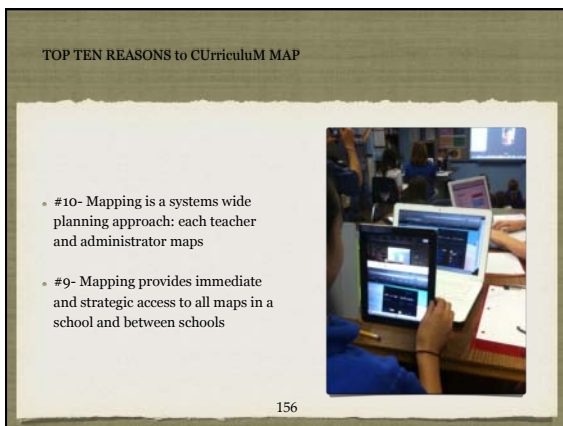 TOP TEN REASONS to CUrriculuM MAP
#10- Mapping is a systems wide
planning approach: each teacher
and administrator maps
#9- Mapping provides immediate
and strategic access to all maps in a
school and between schools
156